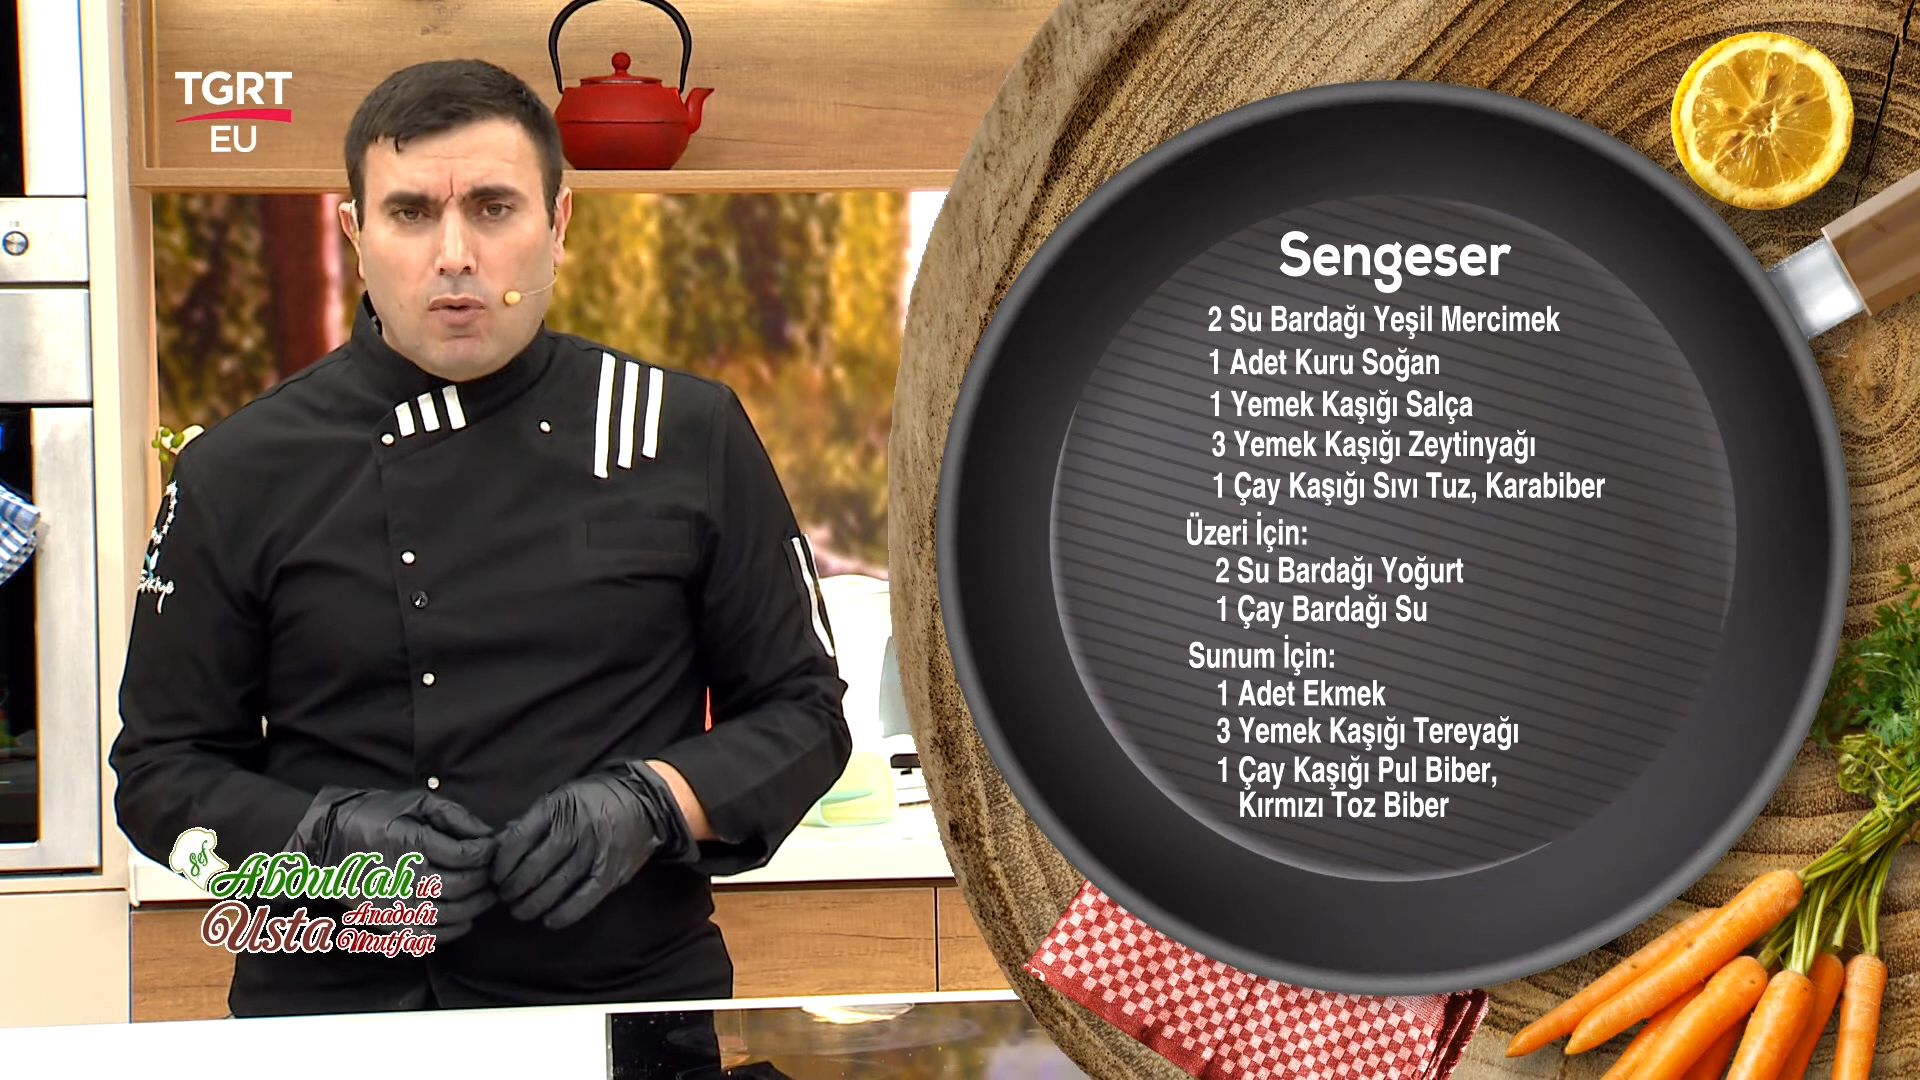 TGRT
EU
Sengeser
2 Su Bardağı Yeşil Mercimek
1 Adet Kuru Soğan
1 Yemek Kaşığı Salça
3 Yemek Kaşığı Zeytinyağı
1 Çay Kaşığı Sıvı Tuz, Karabiber
Üzeri İçin:
2 Su Bardağı Yoğurt
1 Çay Bardağı Su
Sunum İçin:
1 Adet Ekmek
3 Yemek Kaşığı Tereyağı
1 Çay Kaşığı Pul Biber,
Kırmızı Toz Biber
Şef
Abdullah ile
Usta Anadolu
Mutfağı